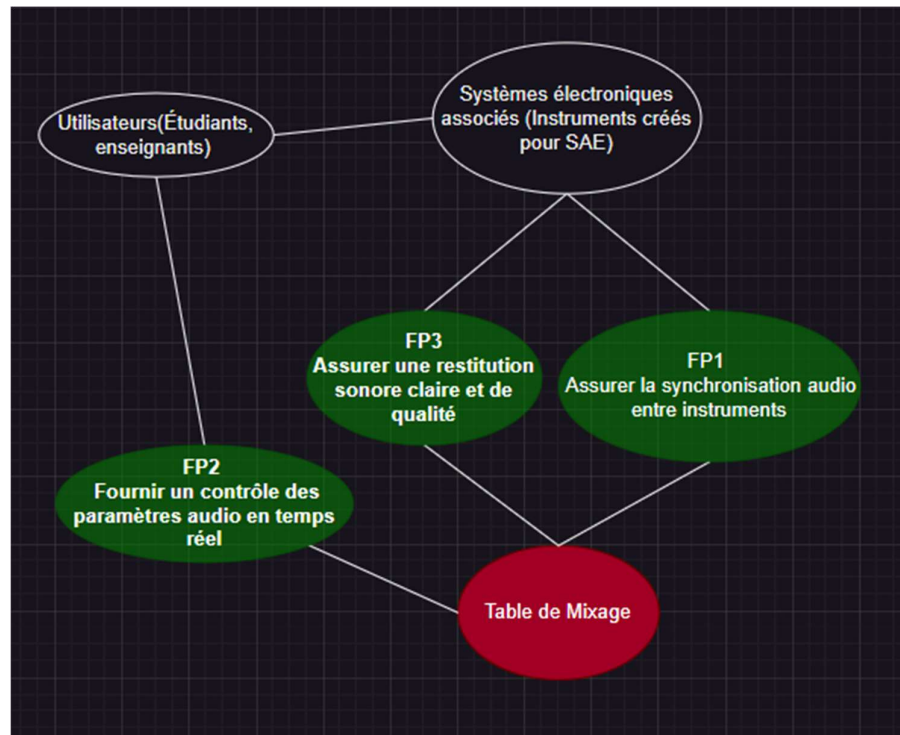 Systèmes électroniques
associés (Instruments créés
pour SAE)
Utilisateurs(Étudiants,
enseignants)
FP3
Assurer une restitution
sonore claire et de
qualité
FP1
Assurer la synchronisation audio
entre instruments
FP2
Fournir un contrôle des
paramètres audio en temps
réel
Table de Mixage